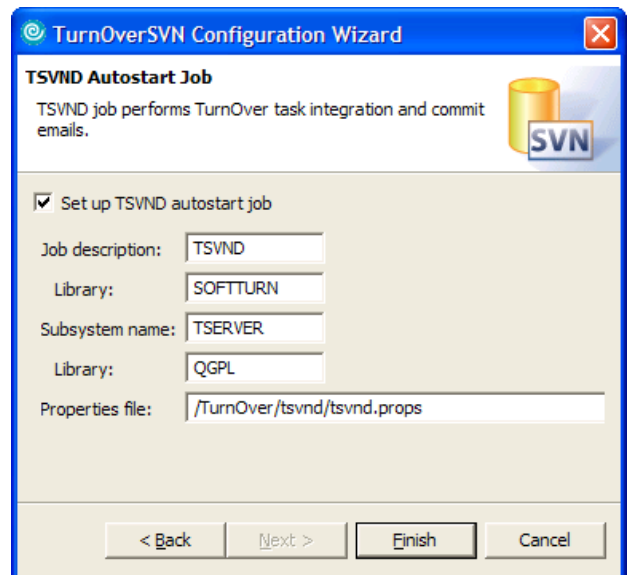 TurnOverSVN Configuration Wizard
TSVND Autostart Job
TSVND job performs TurnOver task integration and commit
emails.
SVN
Set up TSVND autostart job
Job description: TSVND
Library: SOFTTURN
Subsystem name: TSERVER
Library: QGPL
Properties file: /TurnOver/tsvnd/tsvnd.props
< Back Next > Finish Cancel